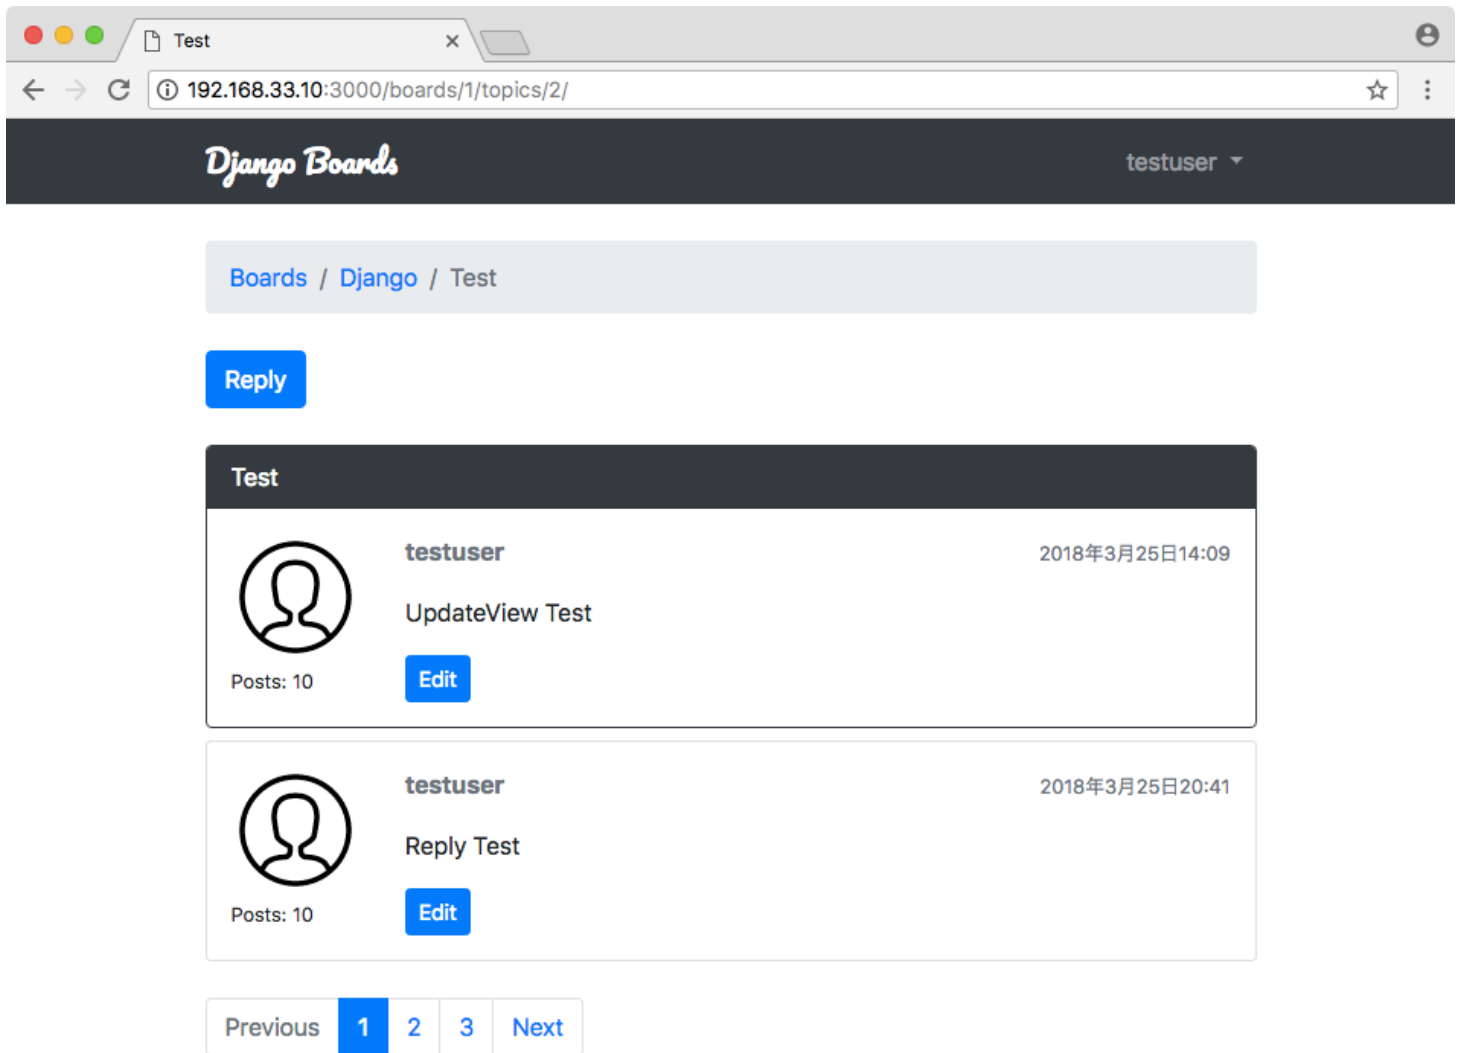 Test
192.168.33.10:3000/boards/1/topics/2/
Django Boards testuser
Boards / Django / Test
Reply
Test
testuser 2018年3月25日14:09
UpdateView Test
Posts: 10 Edit
testuser 2018年3月25日20:41
Reply Test
Posts: 10 Edit
Previous 1 2 3 Next